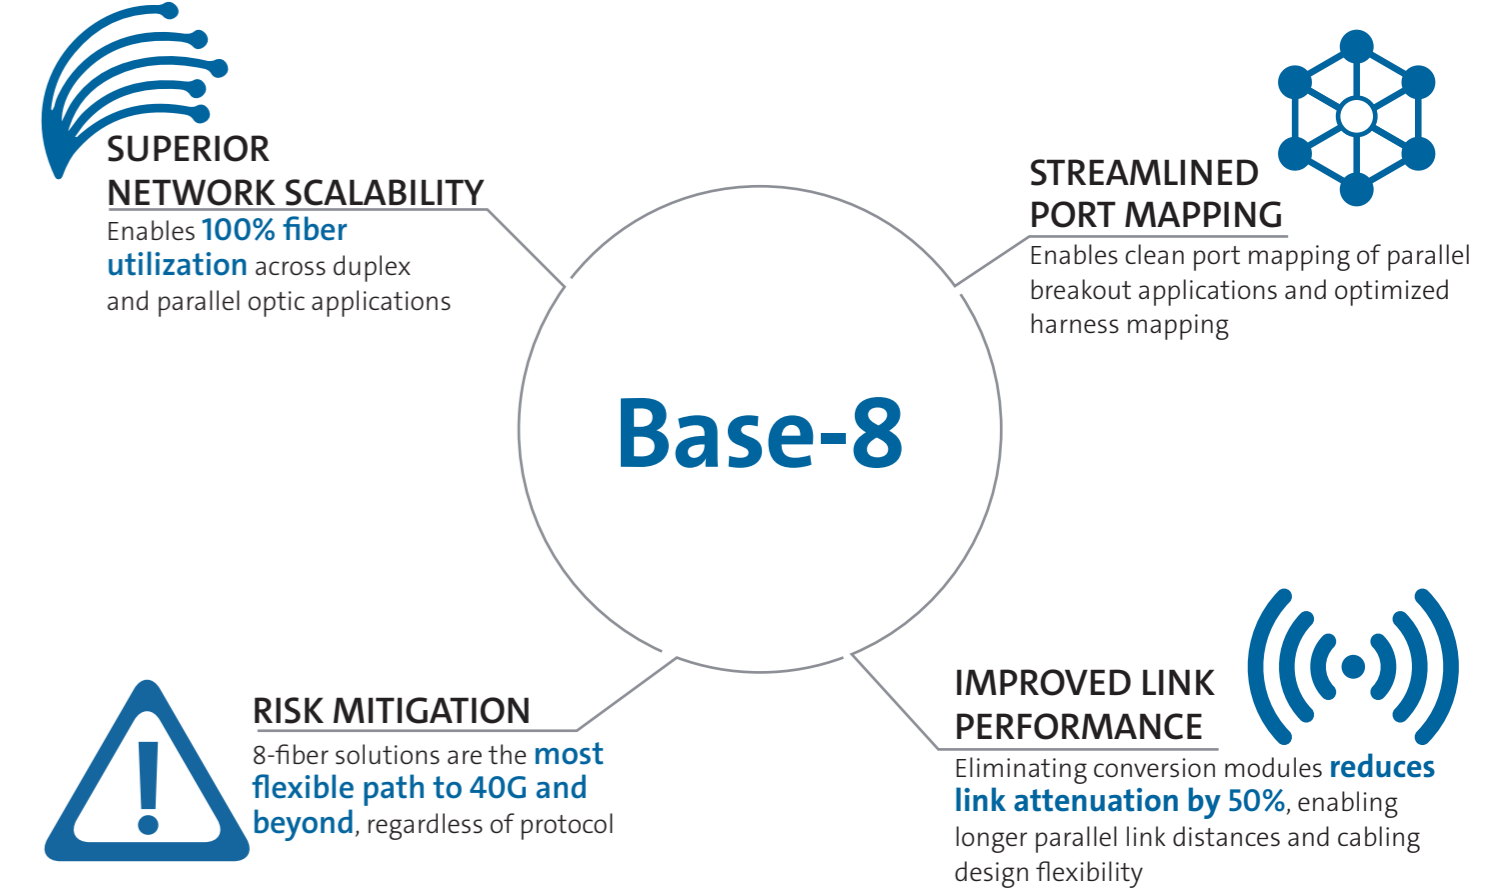 SUPERIOR
NETWORK SCALABILITY
Enables 100% fiber
utilization across duplex
and parallel optic applications
STREAMLINED
PORT MAPPING
Enables clean port mapping of parallel
breakout applications and optimized
harness mapping
Base-8
RISK MITIGATION
8-fiber solutions are the most
flexible path to 40G and
beyond, regardless of protocol
IMPROVED LINK
PERFORMANCE
Eliminating conversion modules reduces
link attenuation by 50%, enabling
longer parallel link distances and cabling
design flexibility